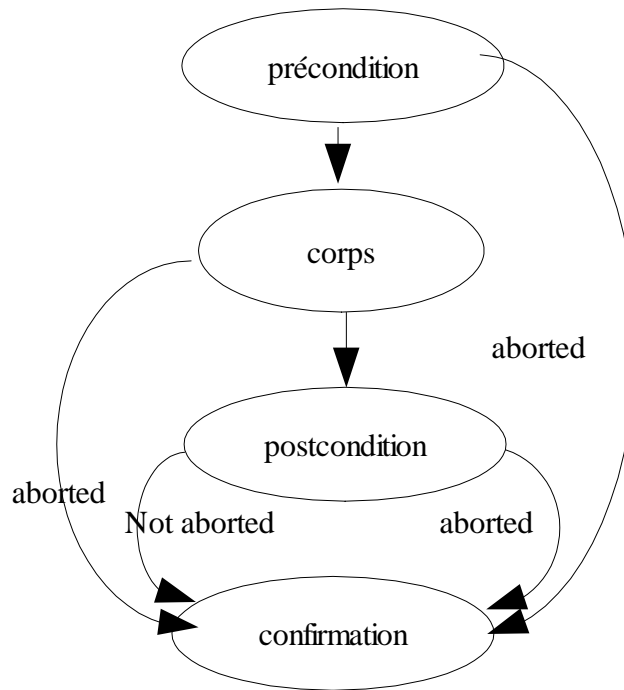 précondition
corps
aborted
postcondition
aborted
Not aborted
aborted
confirmation